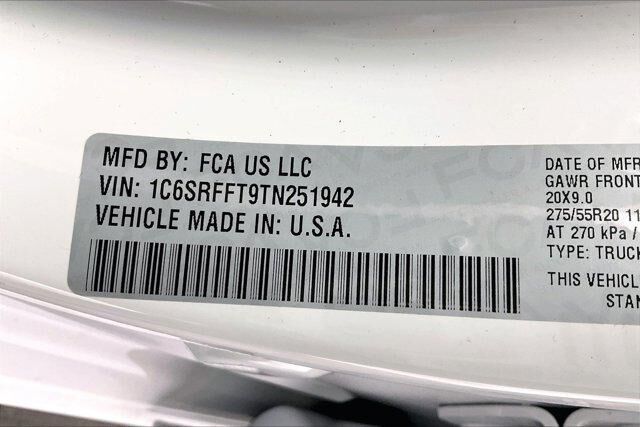 MFD BY: FCA US LLC
VIN: 1C6SRFFT9TN251942
VEHICLE MADE IN: U.S.A.
DATE OF MFR
GAWR FRONT
20X9.0
275/55R20 11
AT 270 kPa /
TYPE: TRUCK
THIS VEHICL
STAN